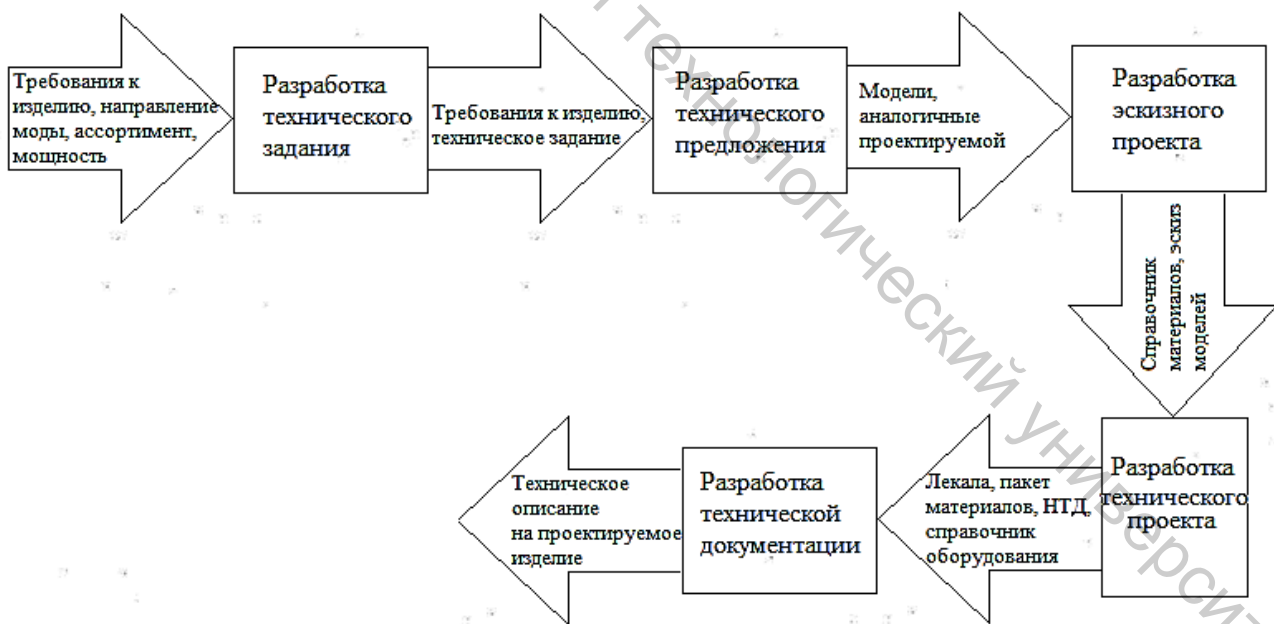 Требования к
изделию, направление
моды, ассортимент,
мощность
Разработка
технического
задания
Требования к изделию,
техническое задание
Разработка
технического
предложения
Модели,
аналогичные
проектируемой
Разработка
эскизного
проекта
Справочник
материалов, эскиз
моделей
Разработка
технического
проекта
Лекала, пакет
материалов, НТД,
справочник
оборудования
Разработка
технической
документации
Техническое
описание
на проектируемое
изделие
й технологический университ